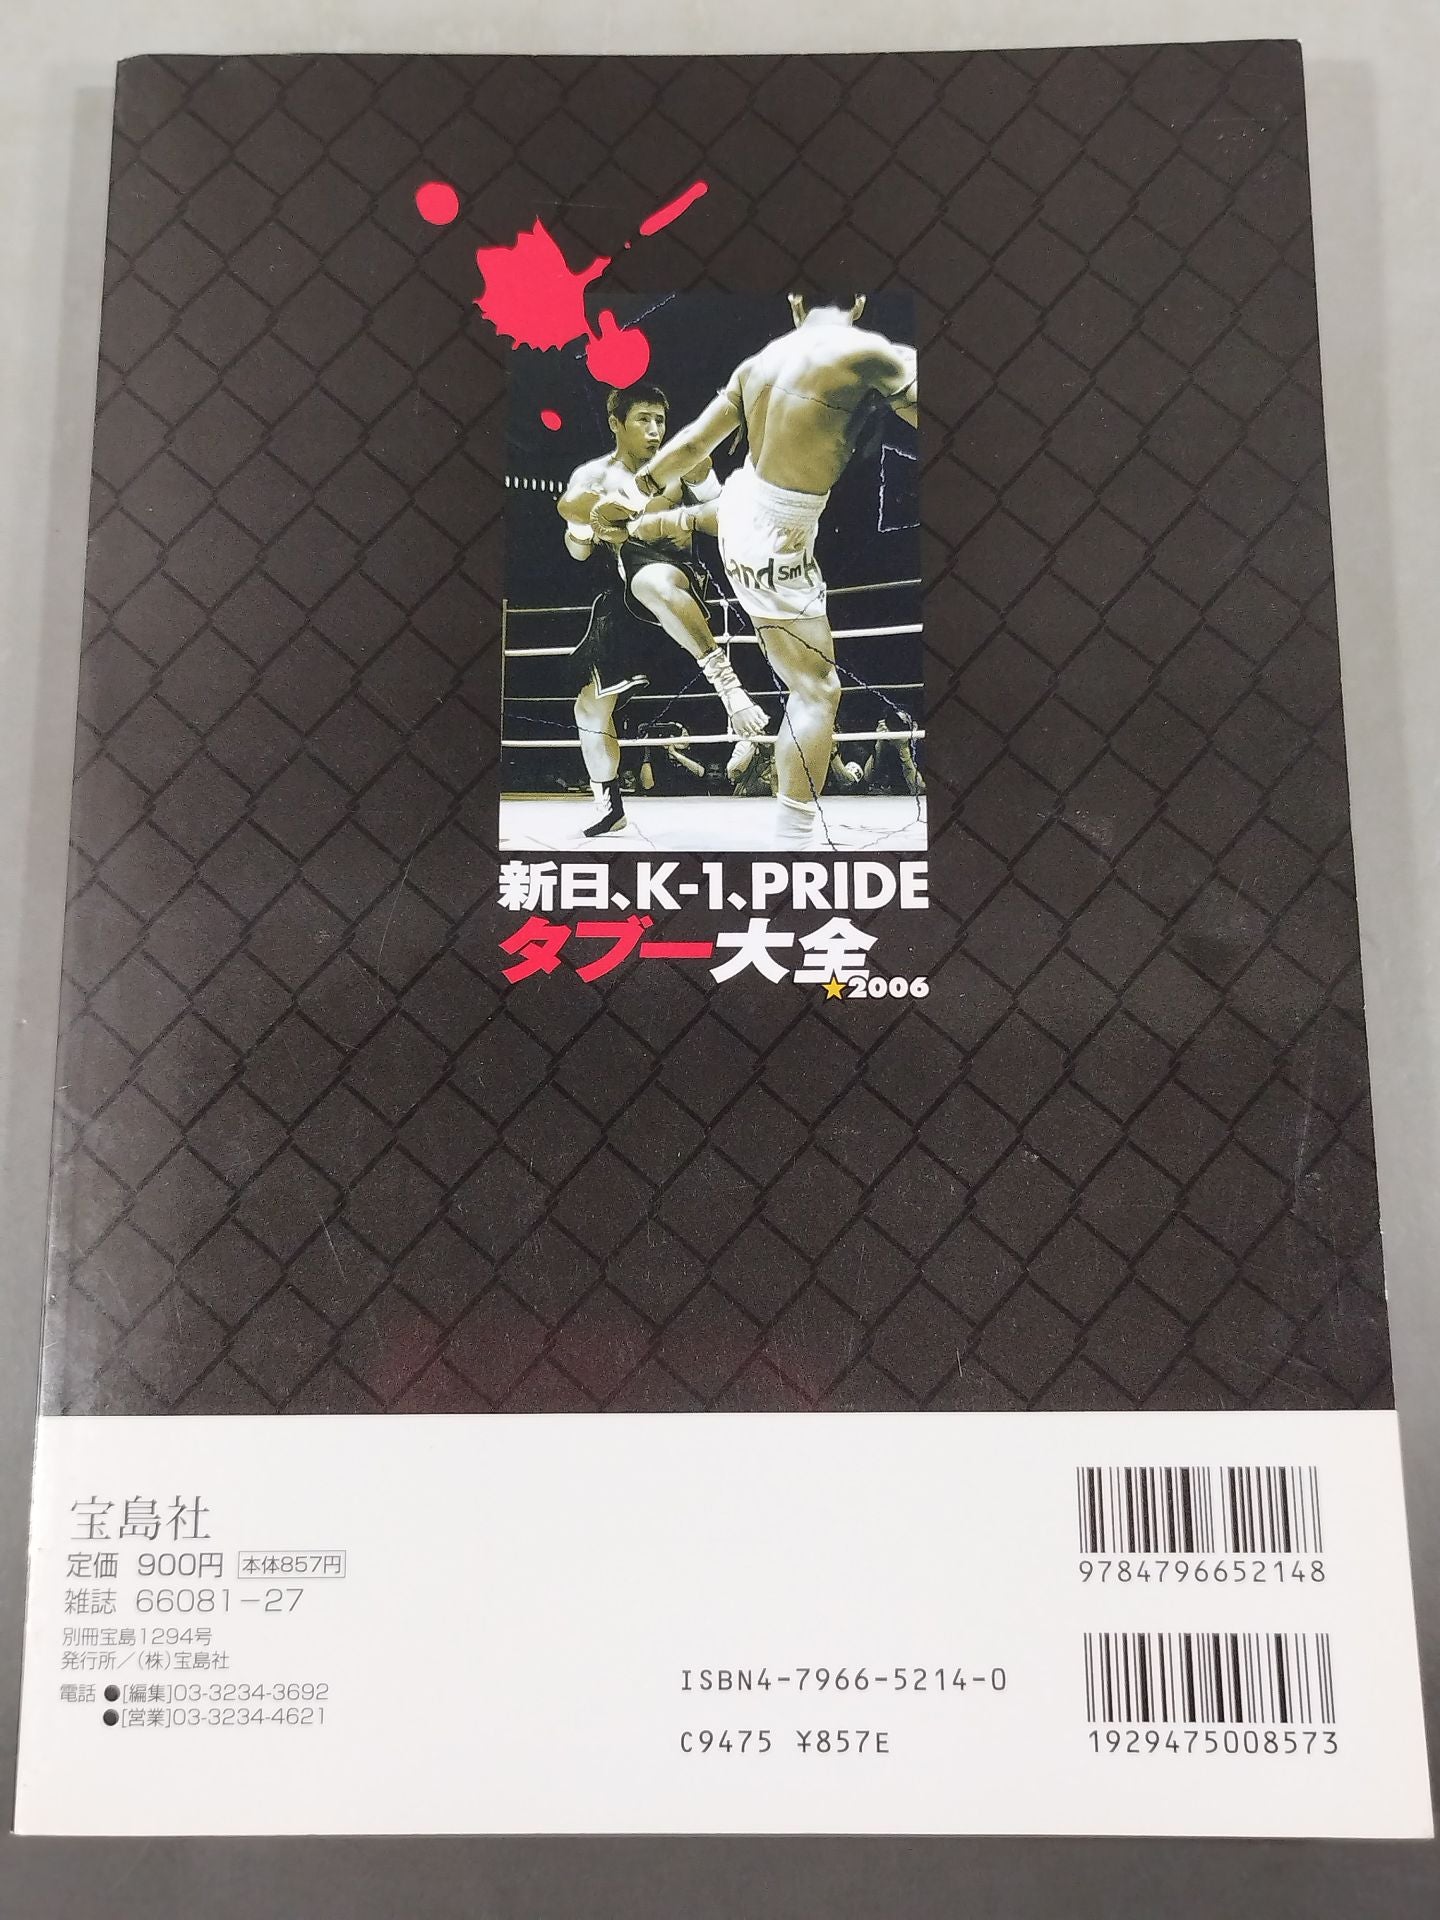 and Sm
新日、K-1、PRIDE
タブー大全
★2006
宝島社
定価 900円 本体857円
雑誌 66081-27
別冊宝島1294号
発行所／(株)宝島社
電話 ●[編集]03-3234-3692
●[営業]03-3234-4621
ISBN4-7966-5214-0
C9475 ¥857E
9784796652148
1929475008573